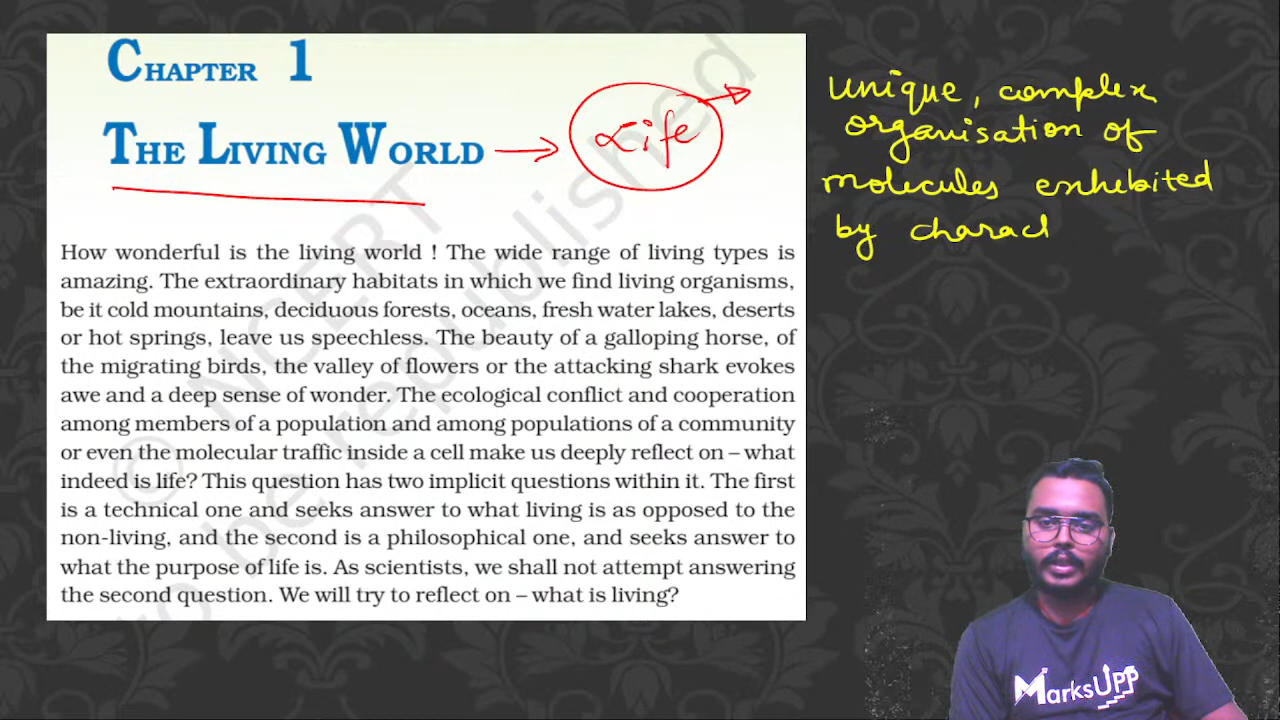 CHAPTER 1
THE LIVING WORLD
Life
How wonderful is the living world ! The wide range of living types is
amazing. The extraordinary habitats in which we find living organisms,
be it cold mountains, deciduous forests, oceans, fresh water lakes, deserts
or hot springs, leave us speechless. The beauty of a galloping horse, of
the migrating birds, the valley of flowers or the attacking shark evokes
awe and a deep sense of wonder. The ecological conflict and cooperation
among members of a population and among populations of a community
or even the molecular traffic inside a cell make us deeply reflect on – what
indeed is life? This question has two implicit questions within it. The first
is a technical one and seeks answer to what living is as opposed to the
non-living, and the second is a philosophical one, and seeks answer to
what the purpose of life is. As scientists, we shall not attempt answering
the second question. We will try to reflect on – what is living?
© NCERT
to be republished
unique, complex
organisation of
molecules exhebited
by charact
MarksUPP